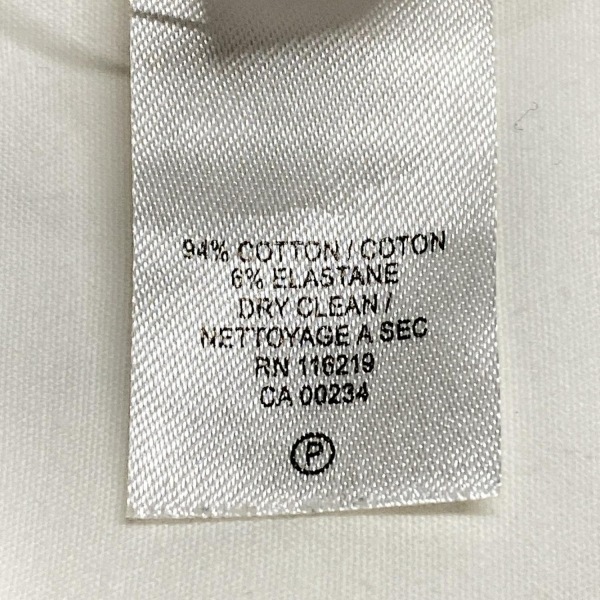 94% COTTON / COTON
6% ELASTANE
DRY CLEAN /
NETTOYAGE A SEC
RN 116219
CA 00234
P